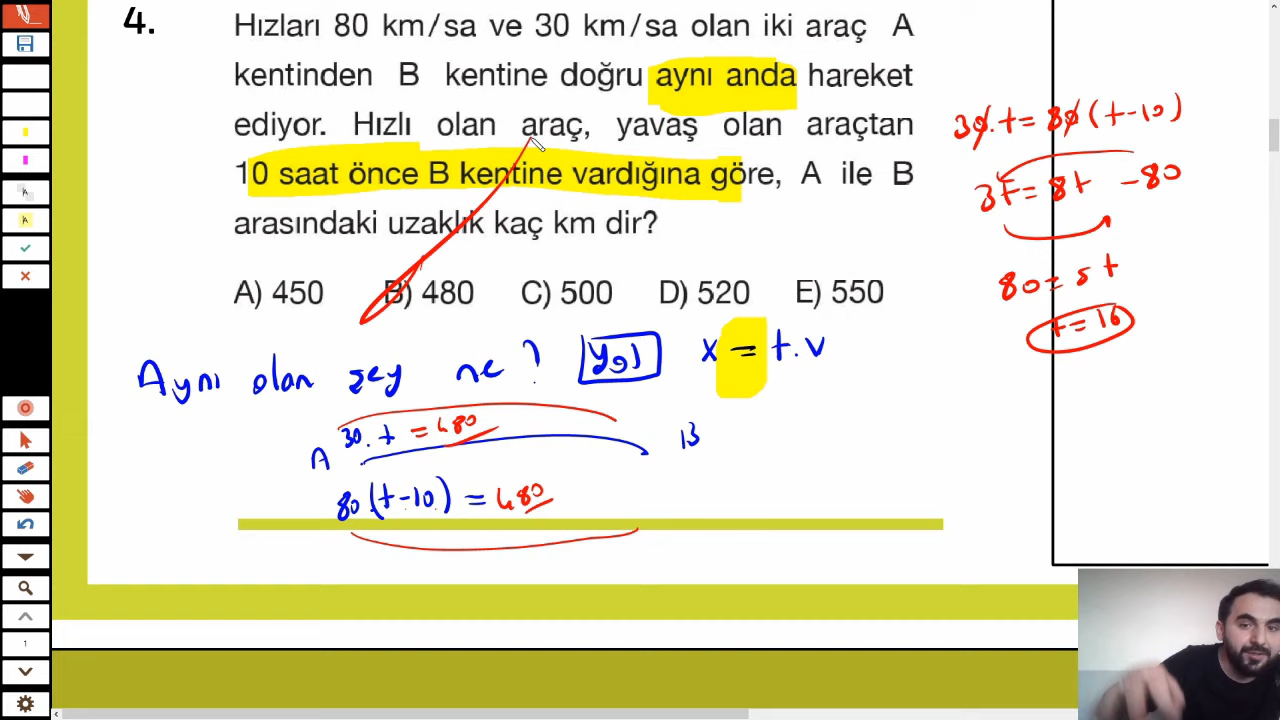 4.
Hızları 80 km/sa ve 30 km/sa olan iki araç A
kentinden B kentine doğru aynı anda hareket
ediyor. Hızlı olan araç, yavaş olan araçtan
10 saat önce B kentine vardığına göre, A ile B
arasındaki uzaklık kaç km dir?
A) 450 B) 480 C) 500 D) 520 E) 550
Aynı olan şey ne? yol x = t.v
A 30.t = 480 B
80(t-10) = 480
30.t = 80(t-10)
3t = 8t - 80
80 = 5t
t = 16
1